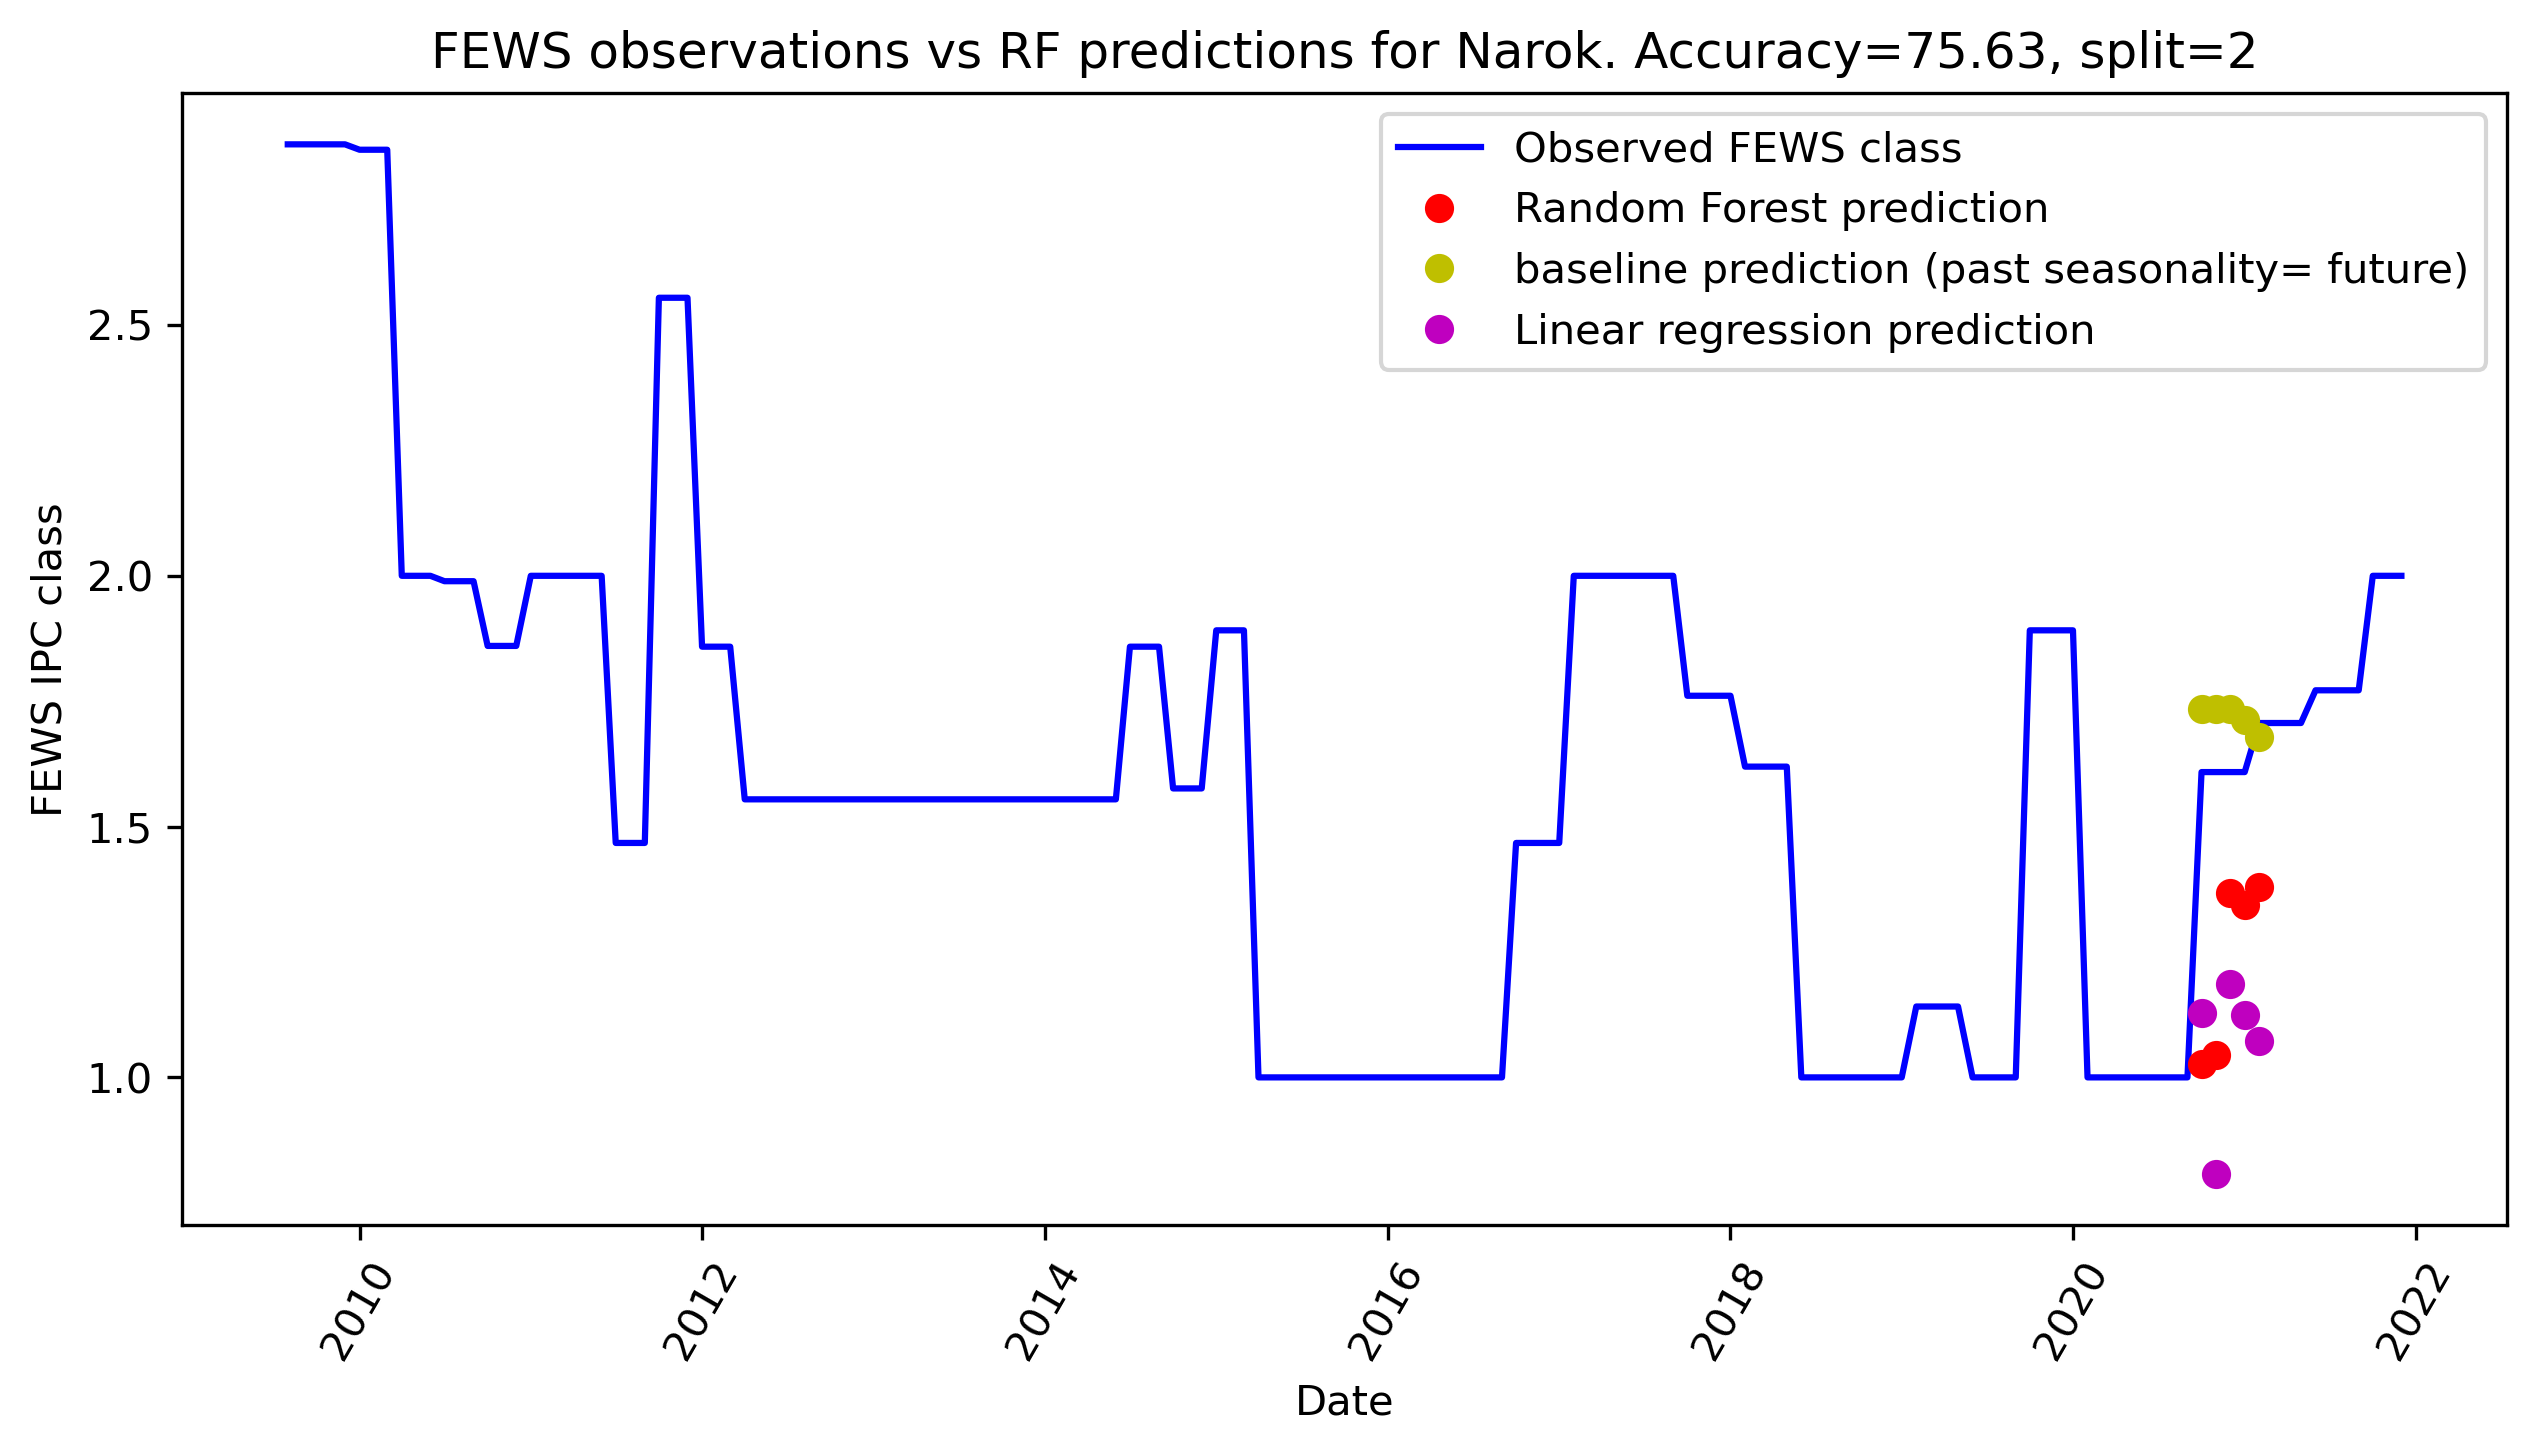 FEWS observations vs RF predictions for Narok. Accuracy=75.63, split=2
Observed FEWS class
Random Forest prediction
baseline prediction (past seasonality= future)
Linear regression prediction
FEWS IPC class
2.5
2.0
1.5
1.0
2010
2012
2014
2016
2018
2020
2022
Date